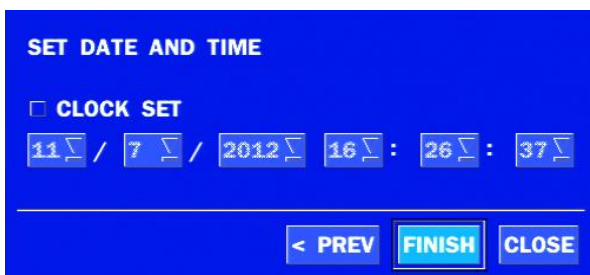 SET DATE AND TIME
CLOCK SET
11 / 7 / 2012 16 : 26 : 37
< PREV FINISH CLOSE